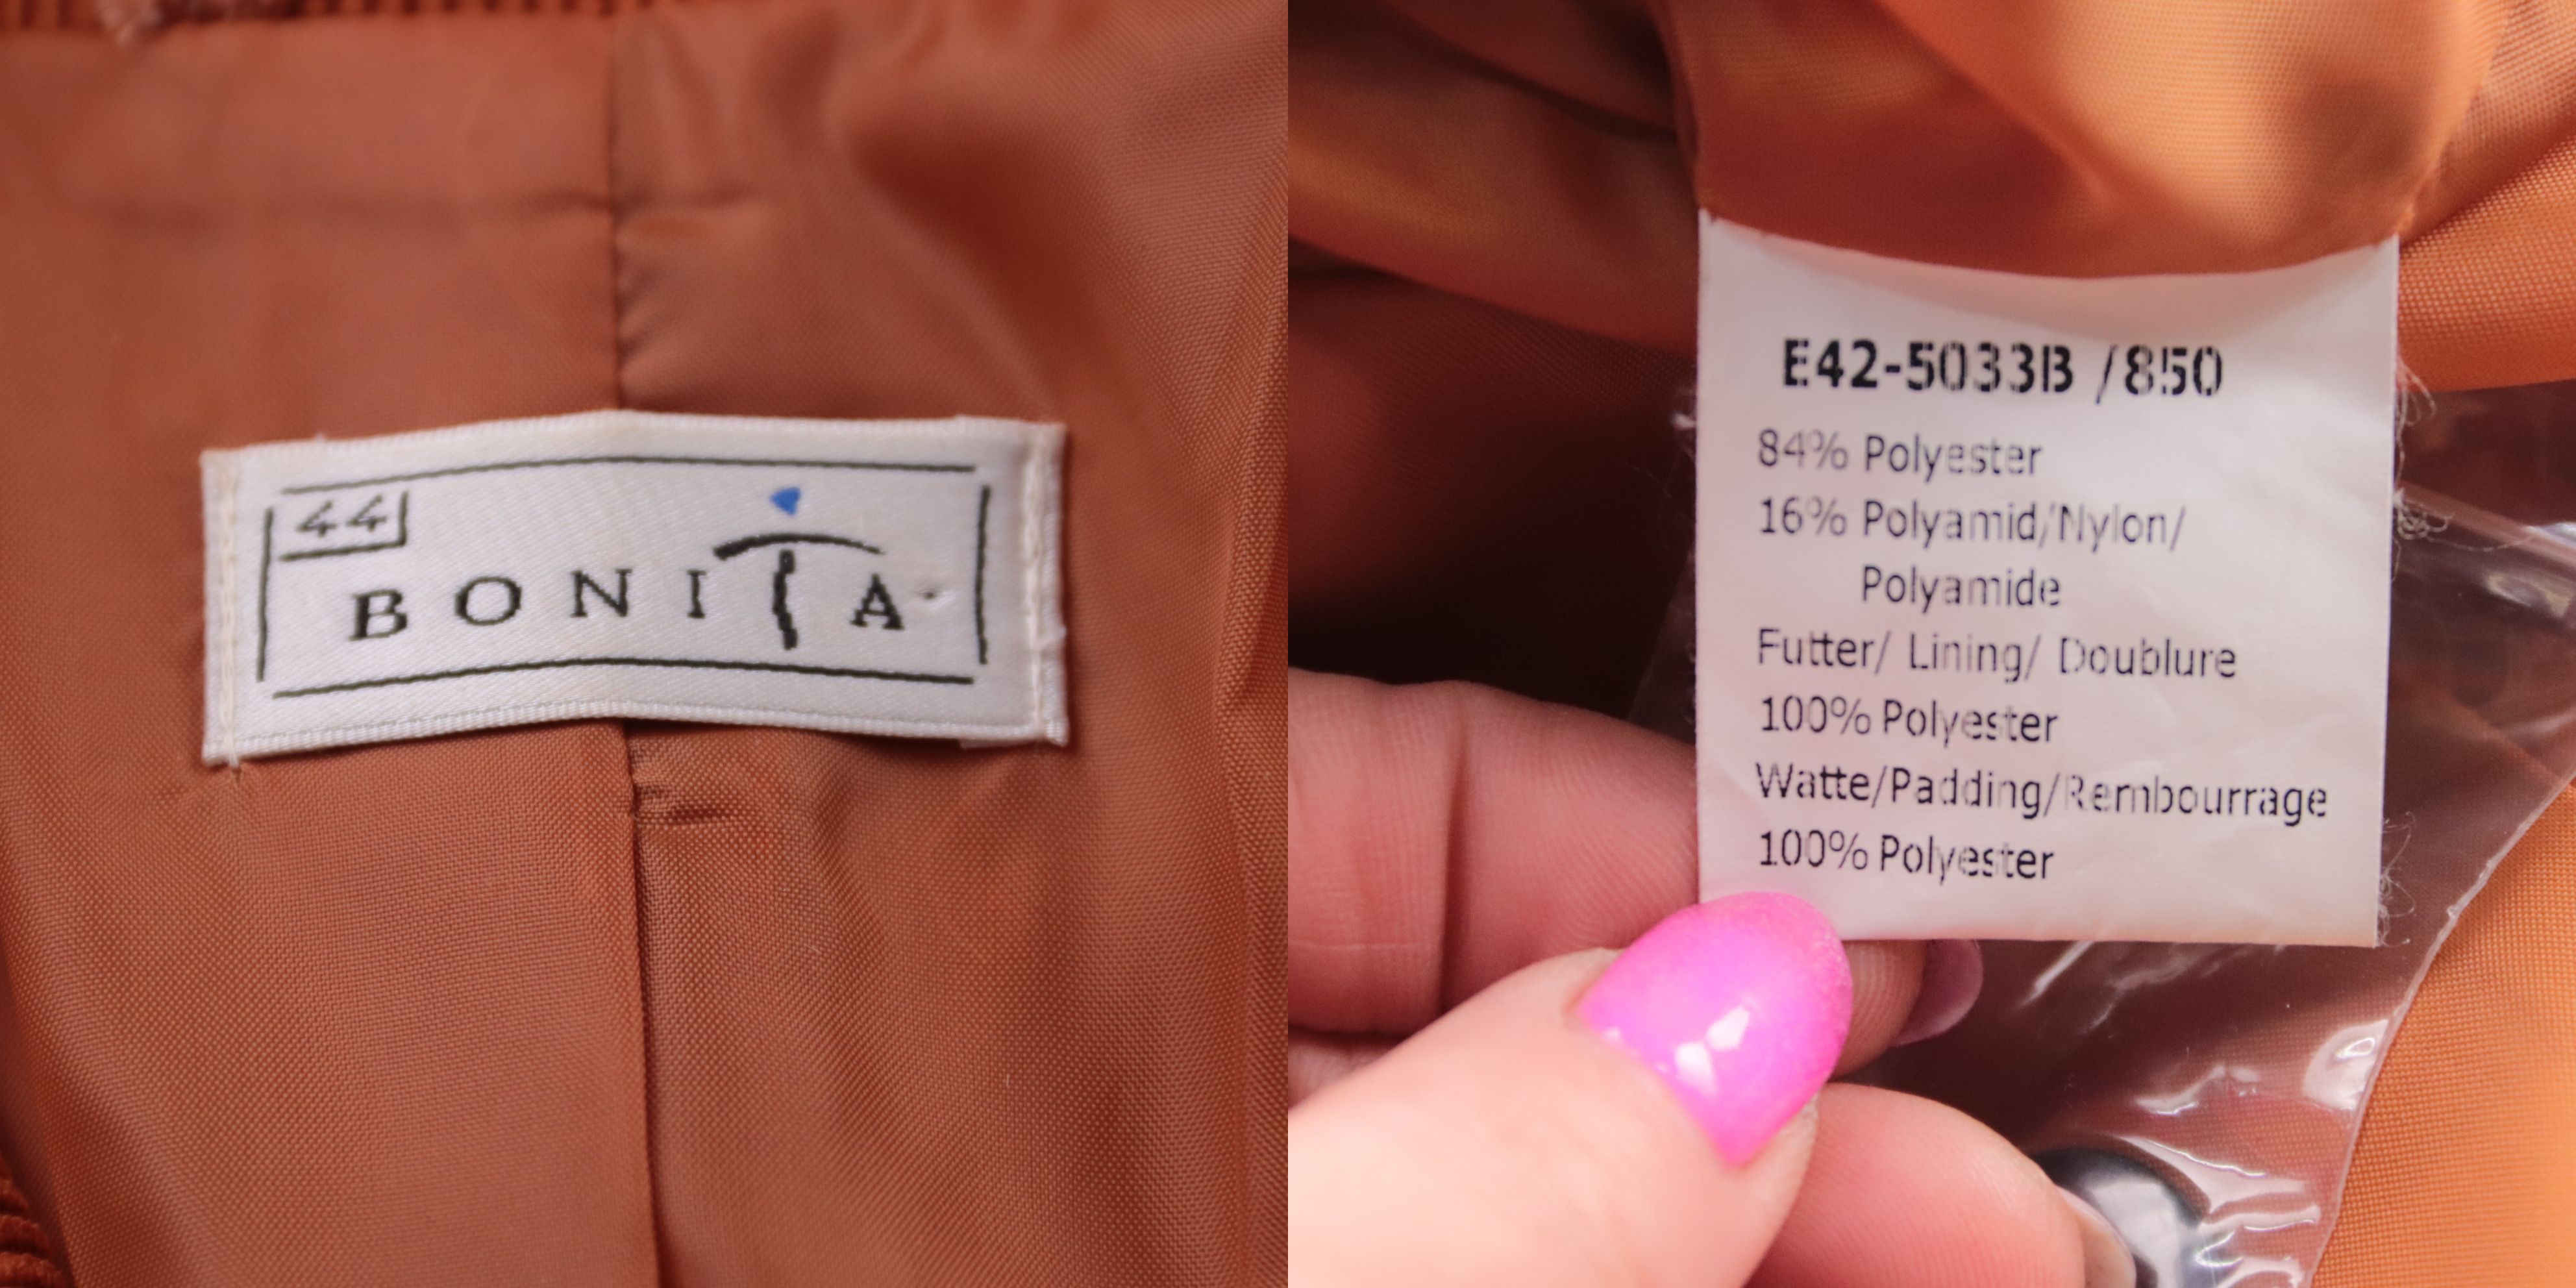 44
BONITA
E42-5033B /850
84% Polyester
16% Polyamid/Nylon/
Polyamide
Futter/ Lining/ Doublure
100% Polyester
Watte/Padding/Rembourrage
100% Polyester